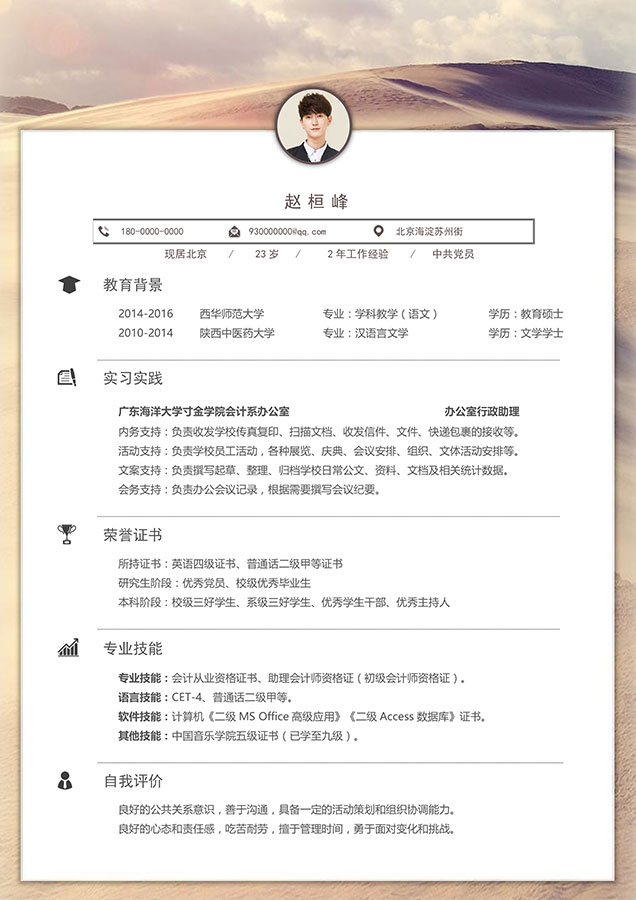 赵桓峰
180-0000-0000 930000000@qq.com 北京海淀苏州街
现居北京 / 23岁 / 2年工作经验 / 中共党员
教育背景
2014-2016 西华师范大学 专业：学科教学（语文） 学历：教育硕士
2010-2014 陕西中医药大学 专业：汉语言文学 学历：文学学士
实习实践
广东海洋大学寸金学院会计系办公室 办公室行政助理
内务支持：负责收发学校传真复印、扫描文档、收发信件、文件、快递包裹的接收等。
活动支持：负责学校员工活动，各种展览、庆典、会议安排、组织、文体活动安排等。
文案支持：负责撰写起草、整理、归档学校日常公文、资料、文档及相关统计数据。
会务支持：负责办公会议记录，根据需要撰写会议纪要。
荣誉证书
所持证书：英语四级证书、普通话二级甲等证书
研究生阶段：优秀党员、校级优秀毕业生
本科阶段：校级三好学生、系级三好学生、优秀学生干部、优秀主持人
专业技能
专业技能：会计从业资格证书、助理会计师资格证（初级会计师资格证）。
语言技能：CET-4、普通话二级甲等。
软件技能：计算机《二级 MS Office 高级应用》《二级 Access 数据库》证书。
其他技能：中国音乐学院五级证书（已学至九级）。
自我评价
良好的公共关系意识，善于沟通，具备一定的活动策划和组织协调能力。
良好的心态和责任感，吃苦耐劳，擅于管理时间，勇于面对变化和挑战。